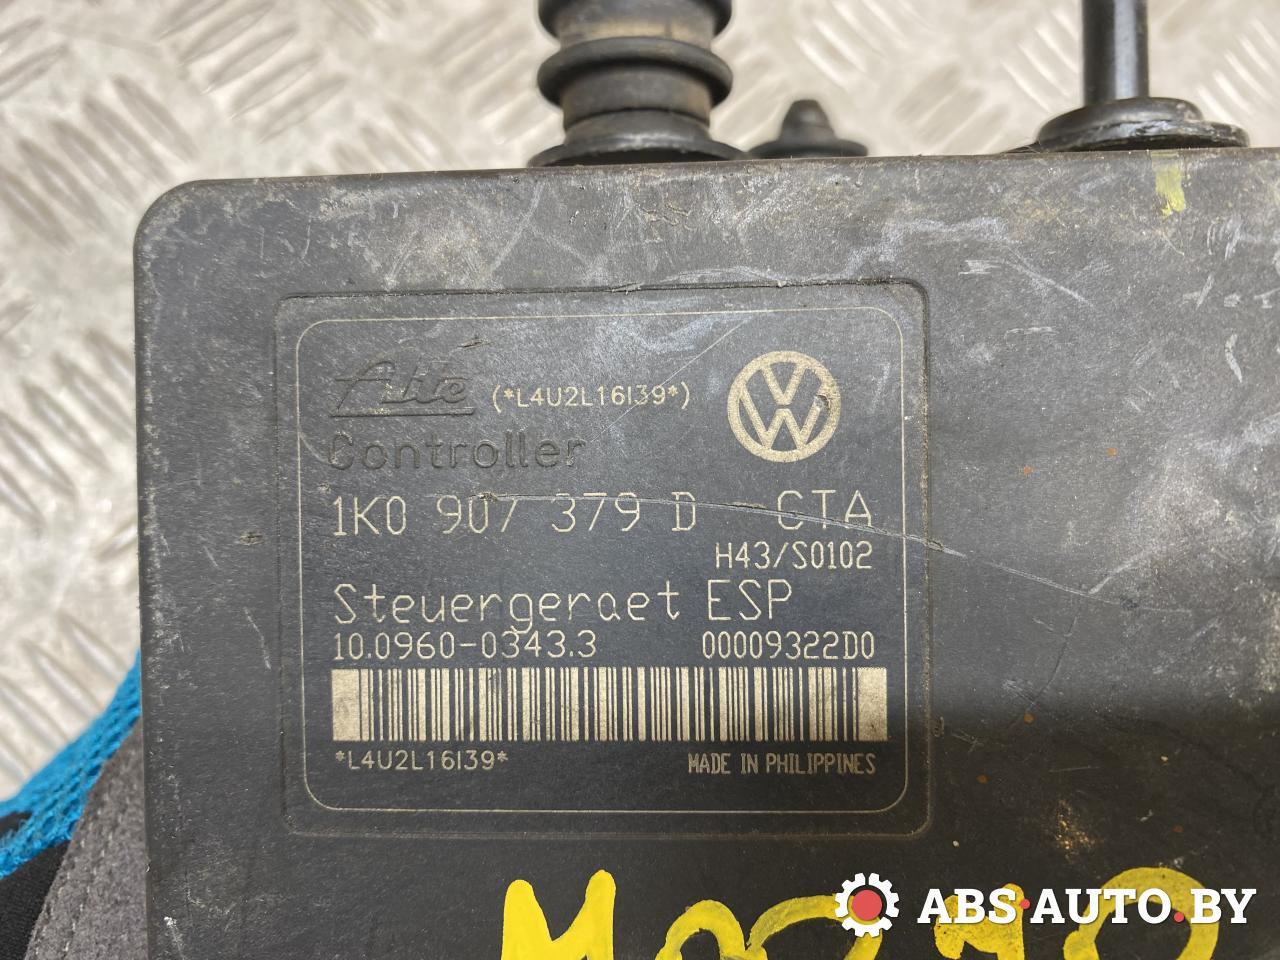 Ate (*L4U2L16I39*)
Controller
1K0 907 379 D CTA
H43/S0102
Steuergeraet ESP
10.0960-0343.3 00009322D0
*L4U2L16I39* MADE IN PHILIPPINES
ABS-AUTO.BY